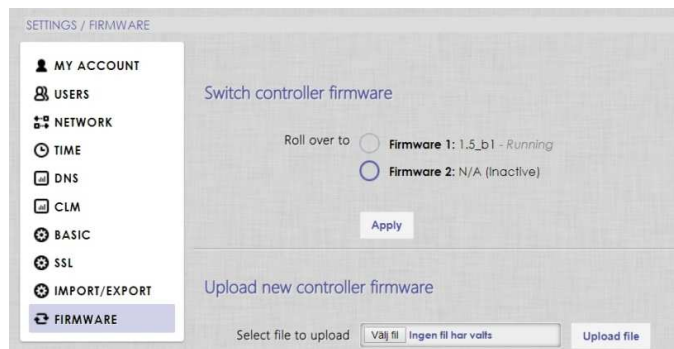 SETTINGS / FIRMWARE
MY ACCOUNT
USERS
NETWORK
TIME
DNS
CLM
BASIC
SSL
IMPORT/EXPORT
FIRMWARE
Switch controller firmware
Roll over to
Firmware 1: 1.5_b1 - Running
Firmware 2: N/A (Inactive)
Apply
Upload new controller firmware
Select file to upload Välj fil Ingen fil har valts Upload file